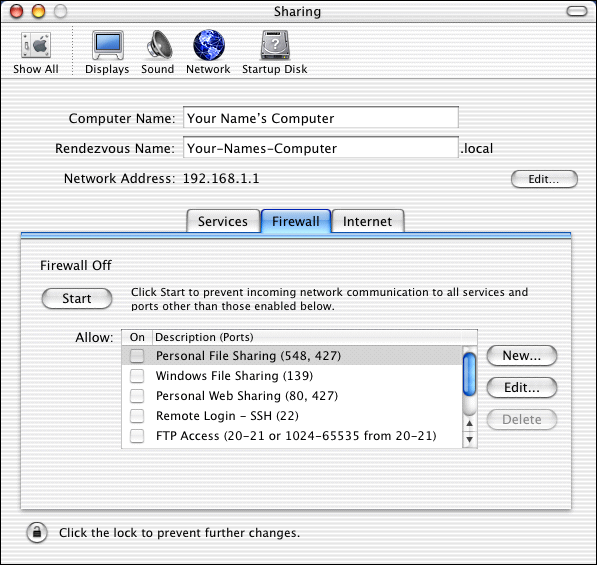 Sharing
Show All
Displays
Sound
Network
Startup Disk
Computer Name: Your Name's Computer
Rendezvous Name: Your-Names-Computer .local
Network Address: 192.168.1.1 Edit...
Services Firewall Internet
Firewall Off
Start Click Start to prevent incoming network communication to all services and
ports other than those enabled below.
Allow: On Description (Ports)
Personal File Sharing (548, 427) New...
Windows File Sharing (139)
Personal Web Sharing (80, 427) Edit...
Remote Login - SSH (22) Delete
FTP Access (20-21 or 1024-65535 from 20-21)
Click the lock to prevent further changes.